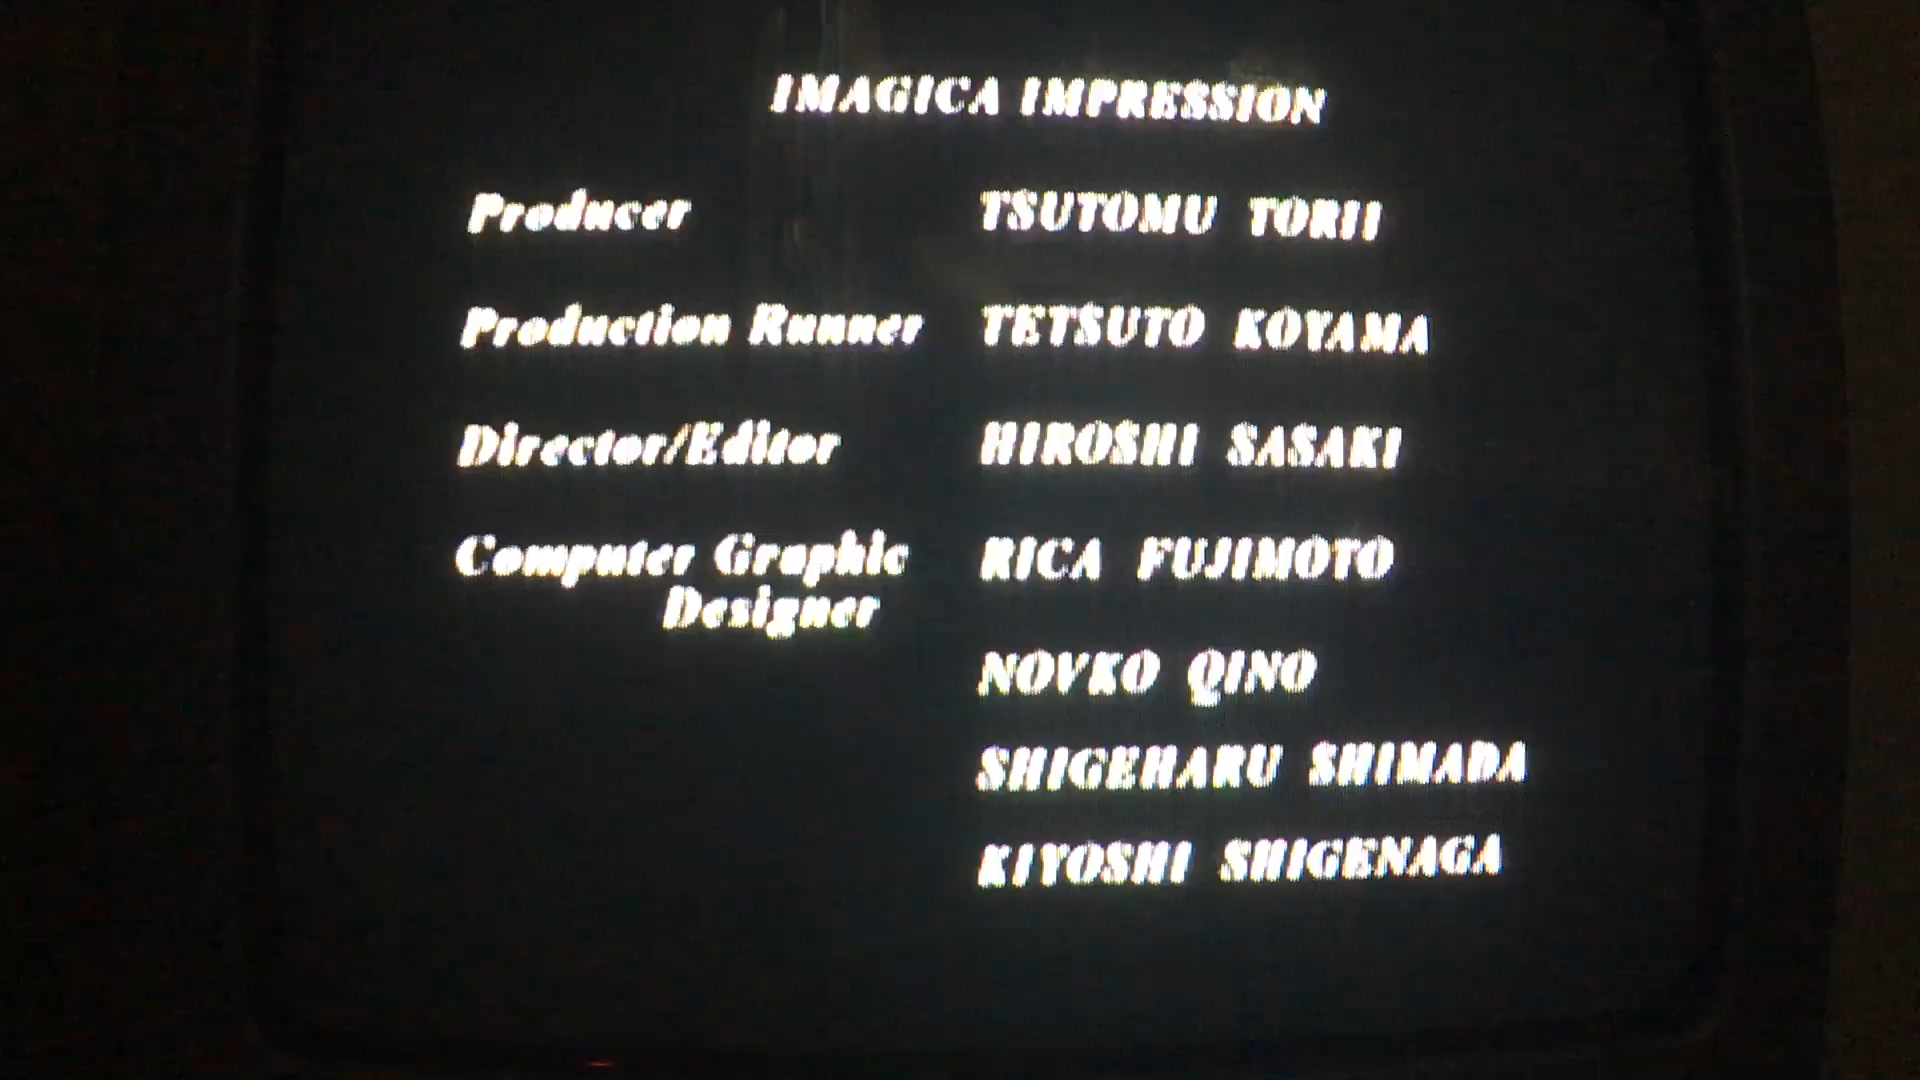 IMAGICA IMPRESSION
Producer TSUTOMU TORII
Production Runner TETSUTO KOYAMA
Director/Editor HIROSHI SASAKI
Computer Graphic RICA FUJIMOTO
Designer
NOVKO QINO
SHIGEHARU SHIMADA
KIYOSHI SHIGENAGA